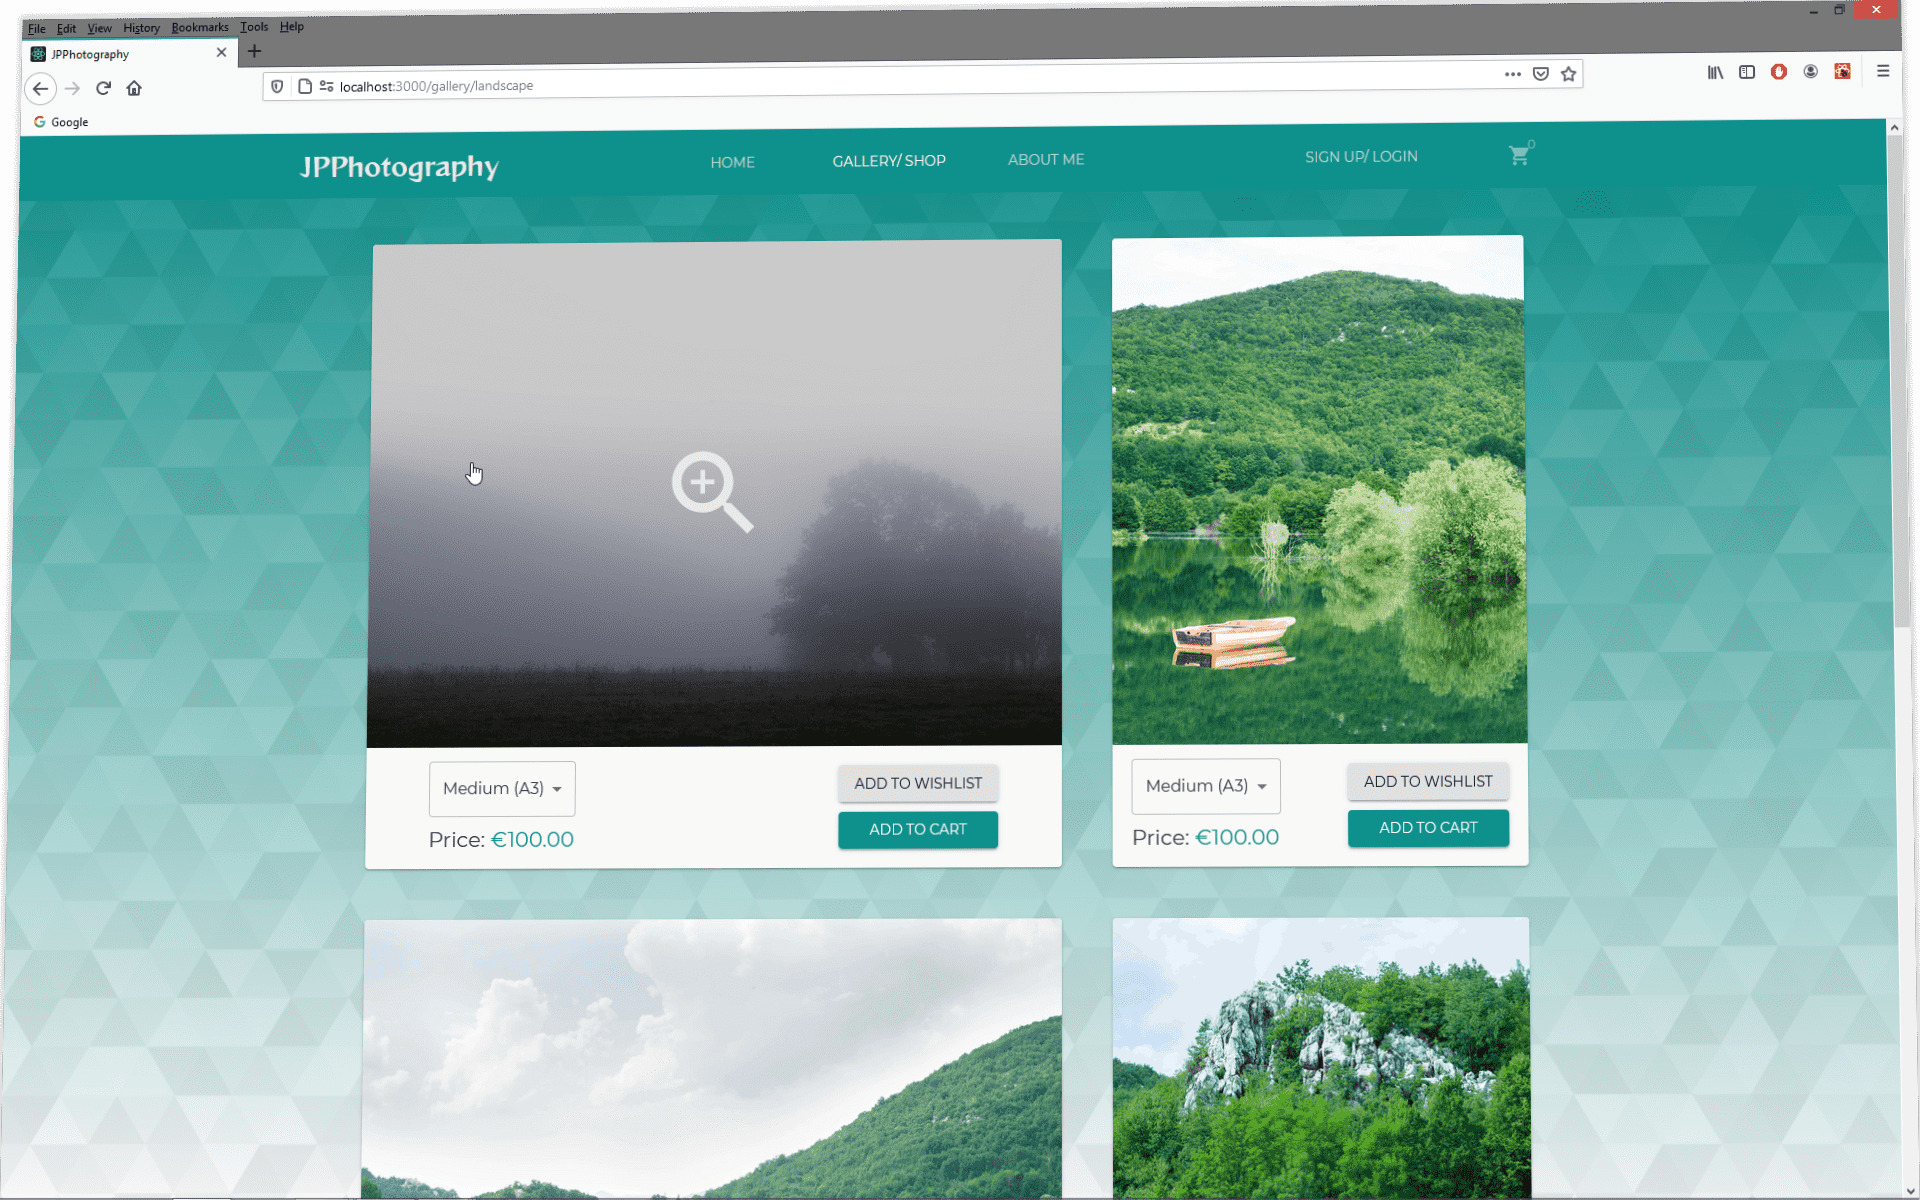 File Edit View History Bookmarks Tools Help
JPPhotography
localhost:3000/gallery/landscape
Google
JPPhotography HOME GALLERY/ SHOP ABOUT ME SIGN UP/ LOGIN 0
Medium (A3) ADD TO WISHLIST
Price: €100.00 ADD TO CART
Medium (A3) ADD TO WISHLIST
Price: €100.00 ADD TO CART